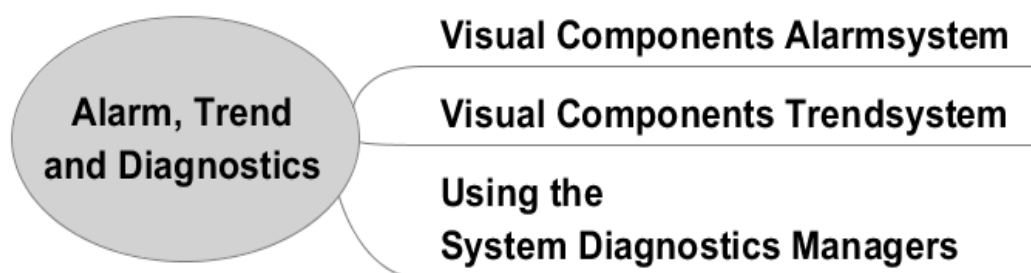 Alarm, Trend
and Diagnostics
Visual Components Alarmsystem
Visual Components Trendsystem
Using the
System Diagnostics Managers